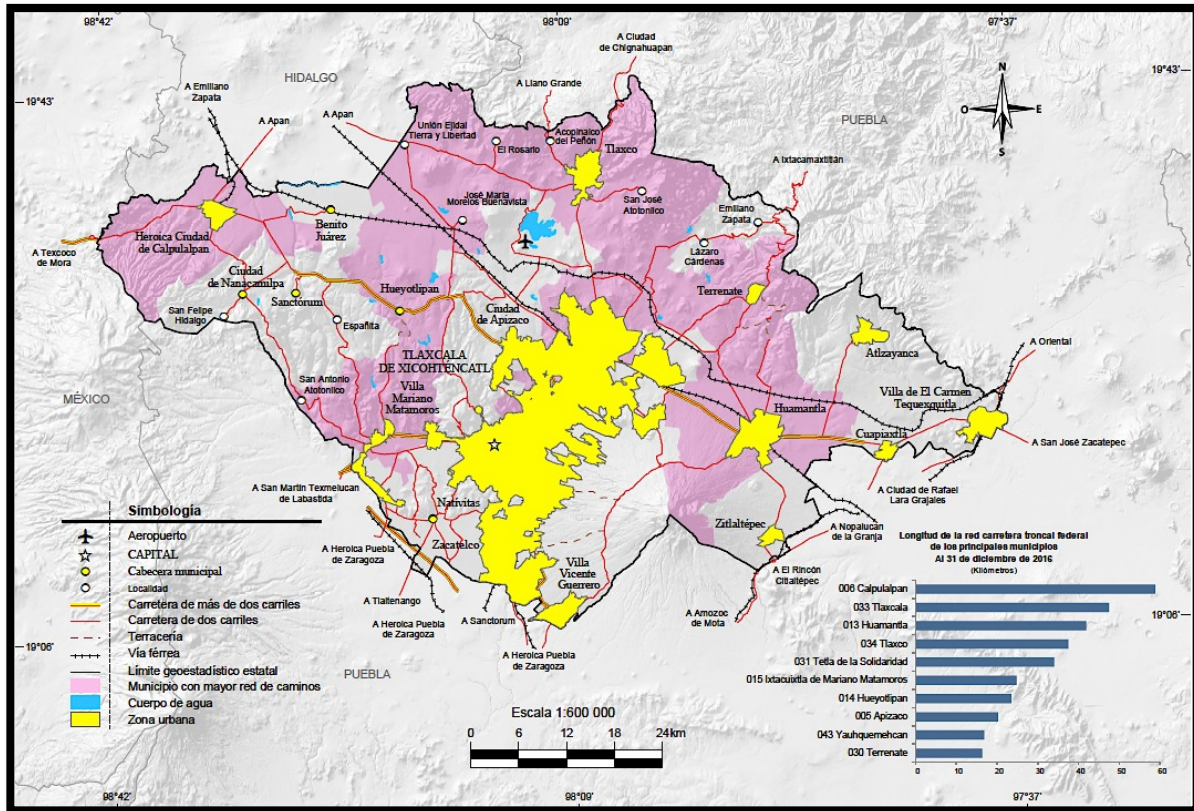 98°42'
98°09'
97°37'
19°43'
19°43'
19°06'
19°06'
98°42'
98°09'
97°37'
HIDALGO
PUEBLA
MÉXICO
PUEBLA
N
O
E
S
A Ciudad
de Chignahuapan
A Llano Grande
A Emiliano
Zapata
A Apan
A Apan
Unión Ejidal
Tierra y Libertad
El Rosario
Acopinalco
del Peñón
Tlaxco
A Ixtacamaxtitlán
José María
Morelos Buenavista
San José
Atotonilco
Emiliano
Zapata
Benito
Juárez
Heroica Ciudad
de Calpulalpan
A Texcoco
de Mora
Lázaro
Cárdenas
Ciudad
de Nanacamilpa
Sanctórum
Hueyotlipan
Terrenate
San Felipe
Hidalgo
Españita
Ciudad
de Apizaco
Atlzayanca
A Oriental
TLAXCALA
DE XICOHTÉNCATL
San Antonio
Atotonilco
Villa
Mariano
Matamoros
Villa de El Carmen
Tequexquitla
Huamantla
Cuapiaxtla
A San José Zacatepec
A San Martín Texmelucan
de Labastida
A Ciudad de Rafael
Lara Grajales
Nativitas
Zitlaltépec
A Nopalucan
de la Granja
A Heroica Puebla
de Zaragoza
Zacatelco
Villa
Vicente
Guerrero
A El Rincón
Citlaltépec
A Tlaltenango
A Heroica Puebla
de Zaragoza
A Sanctorum
A Amozoc
de Mota
A Heroica Puebla
de Zaragoza
Simbología
Aeropuerto
CAPITAL
Cabecera municipal
Localidad
Carretera de más de dos carriles
Carretera de dos carriles
Terracería
Vía férrea
Límite geoestadístico estatal
Municipio con mayor red de caminos
Cuerpo de agua
Zona urbana
Escala 1:600 000
0 6 12 18 24km
Longitud de la red carretera troncal federal
de los principales municipios
Al 31 de diciembre de 2016
(Kilómetros)
006 Calpulalpan
033 Tlaxcala
013 Huamantla
034 Tlaxco
031 Tetla de la Solidaridad
015 Ixtacuixtla de Mariano Matamoros
014 Hueyotlipan
005 Apizaco
043 Yauhquemehcan
030 Terrenate
0 10 20 30 40 50 60